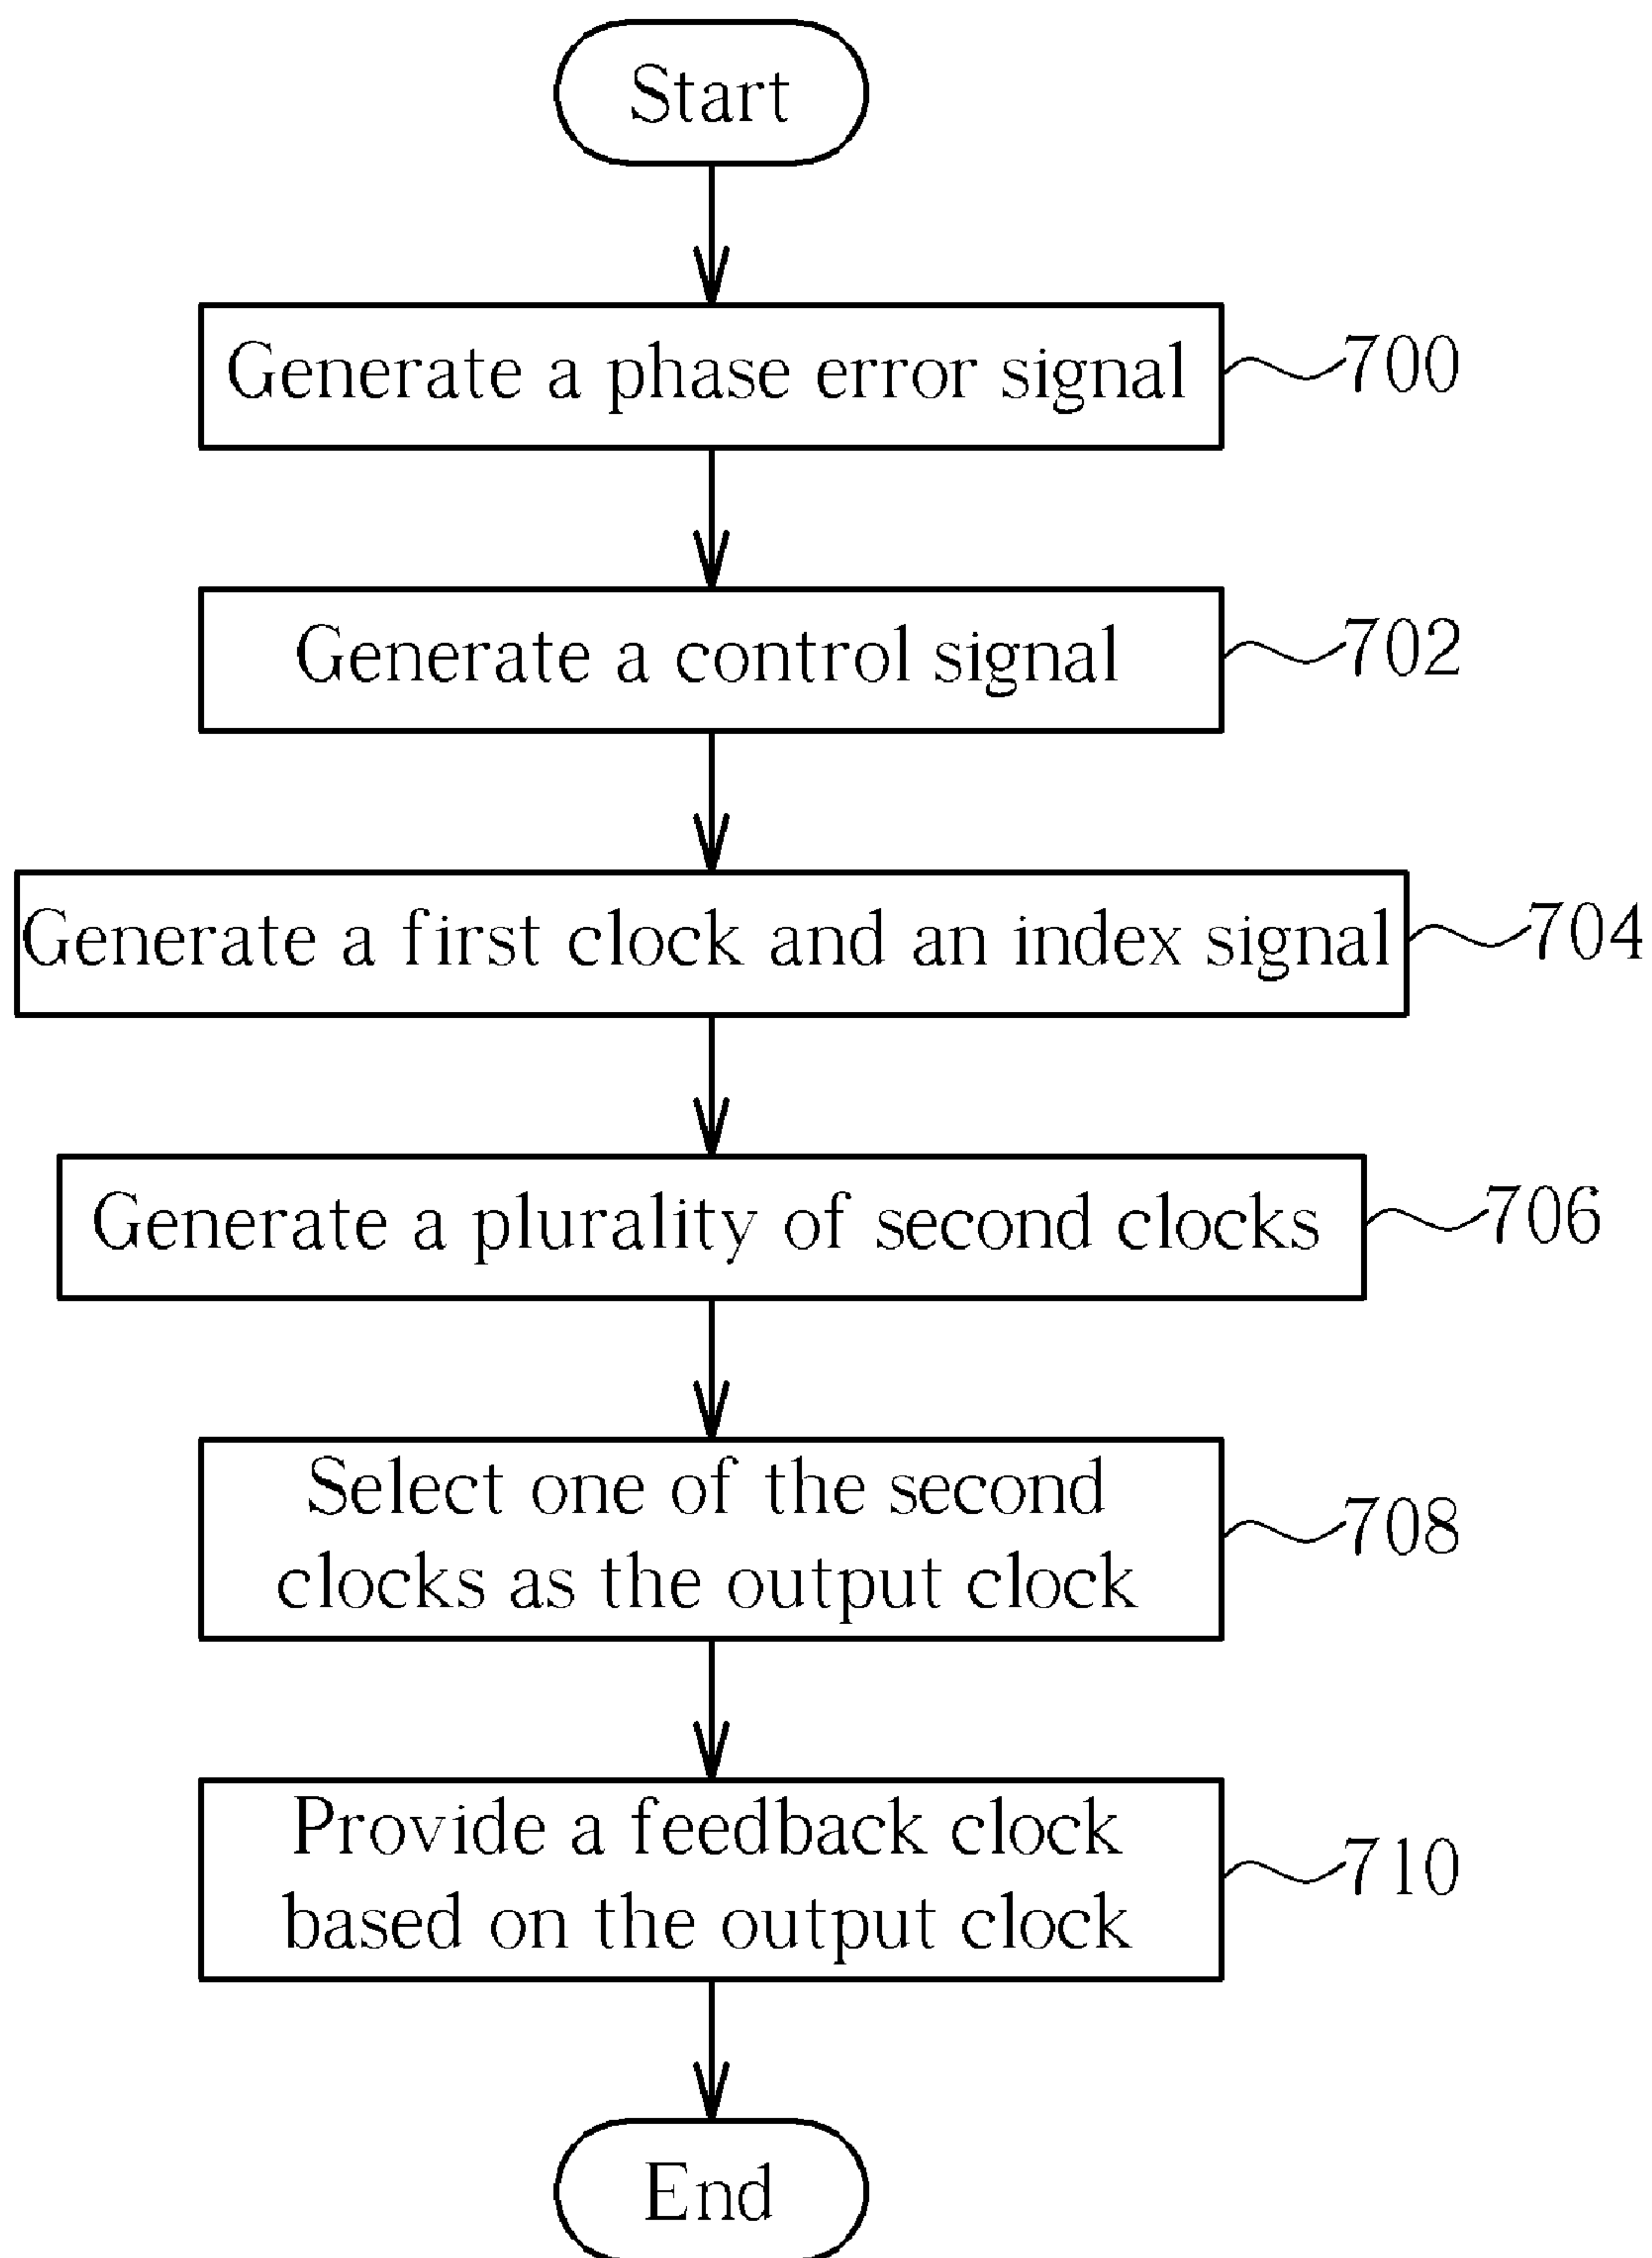 Start
Generate a phase error signal
700
Generate a control signal
702
Generate a first clock and an index signal
704
Generate a plurality of second clocks
706
Select one of the second
clocks as the output clock
708
Provide a feedback clock
based on the output clock
710
End